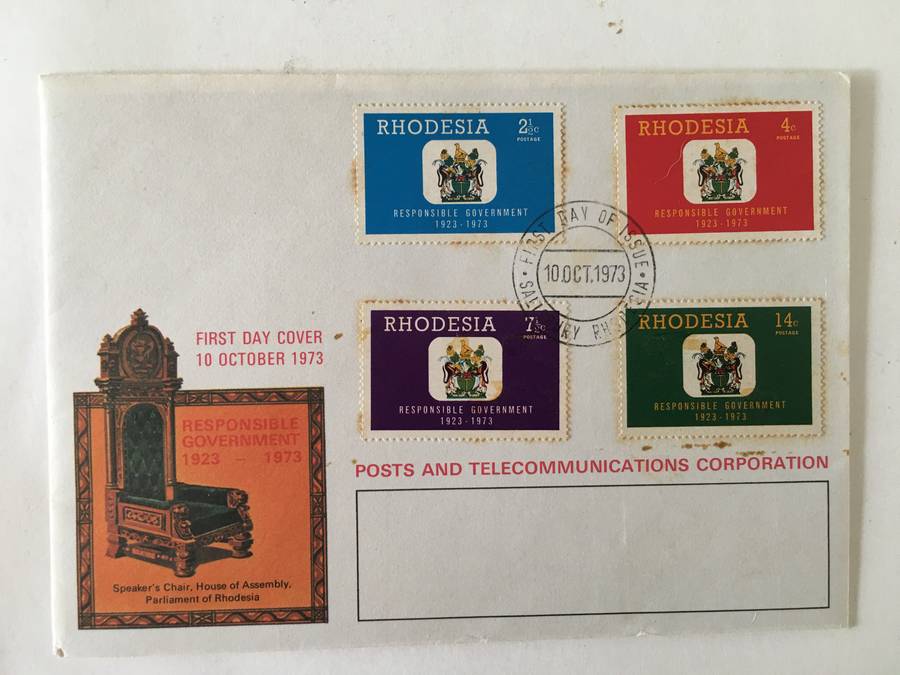 RHODESIA 2½c
POSTAGE
RESPONSIBLE GOVERNMENT
1923-1973
RHODESIA 4c
POSTAGE
RESPONSIBLE GOVERNMENT
1923-1973
FIRST DAY OF ISSUE
10.OCT.1973
SALISBURY RHODESIA
RHODESIA 7½c
POSTAGE
RESPONSIBLE GOVERNMENT
1923-1973
RHODESIA 14c
POSTAGE
RESPONSIBLE GOVERNMENT
1923-1973
FIRST DAY COVER
10 OCTOBER 1973
RESPONSIBLE
GOVERNMENT
1923 – 1973
Speaker's Chair, House of Assembly,
Parliament of Rhodesia
POSTS AND TELECOMMUNICATIONS CORPORATION